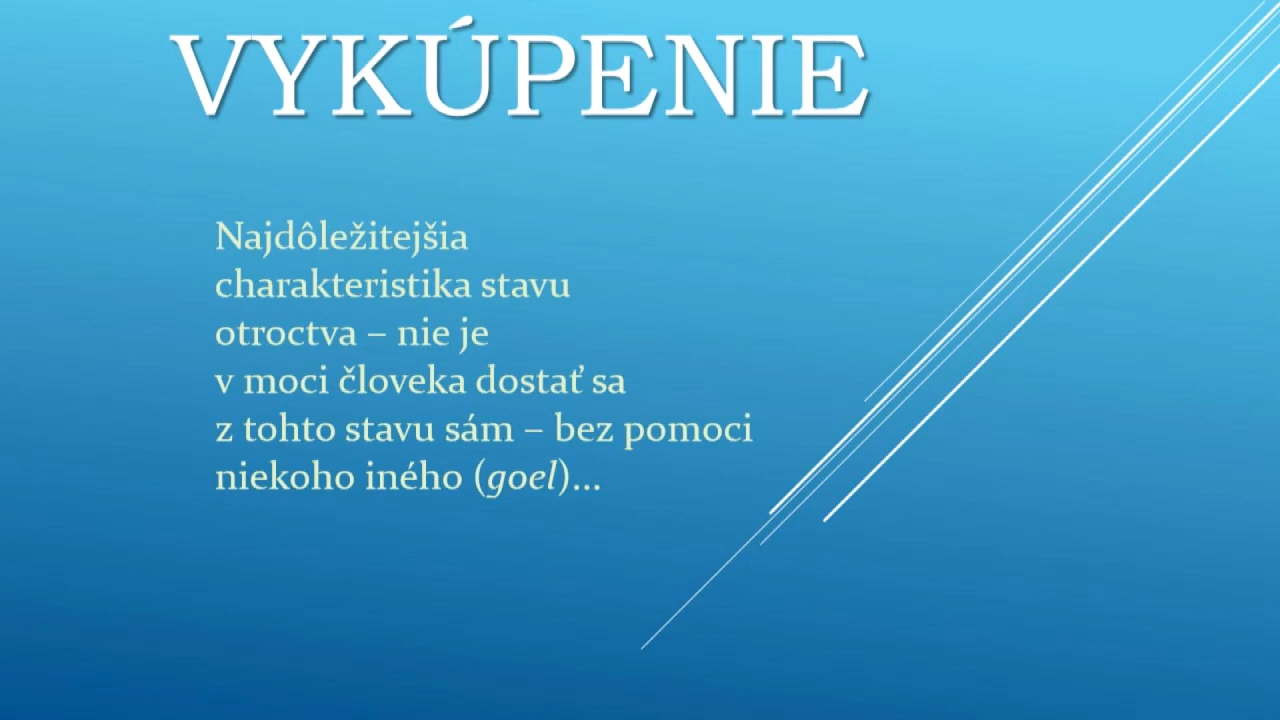 VYKÚPENIE
Najdôležitejšia
charakteristika stavu
otroctva – nie je
v moci človeka dostať sa
z tohto stavu sám – bez pomoci
niekoho iného (goel)...